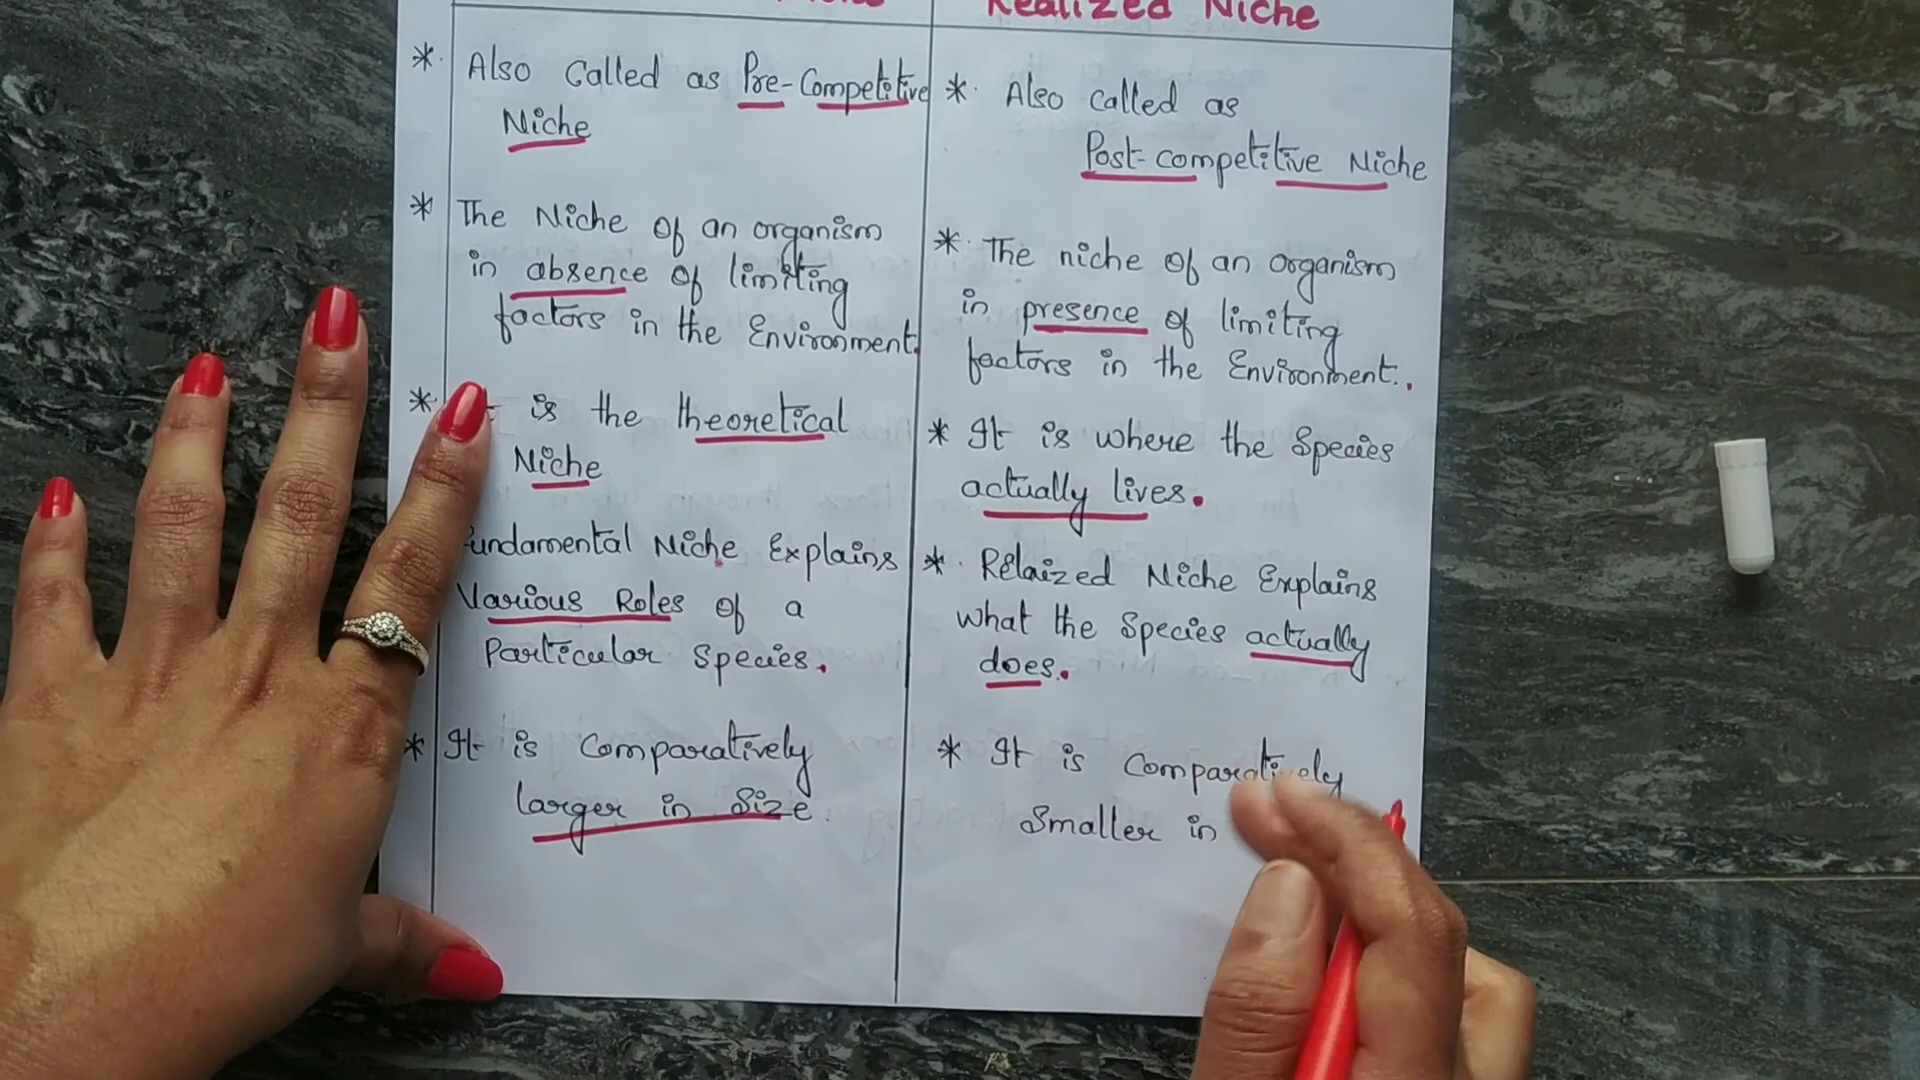 Realized Niche
*. Also Called as Pre-Competitive
Niche
* The Niche of an organism
in absence of limiting
factors in the Environment.
* is the theoretical
Niche
Fundamental Niche Explains
Various Roles of a
Particular Species.
* It is Comparatively
larger in Size.
*. Also called as
Post-competitive Niche
*. The niche of an organism
in presence of limiting
factors in the Environment.
* It is where the Species
actually lives.
*. Relaized Niche Explains
what the Species actually
does.
* It is Comparatively
Smaller in